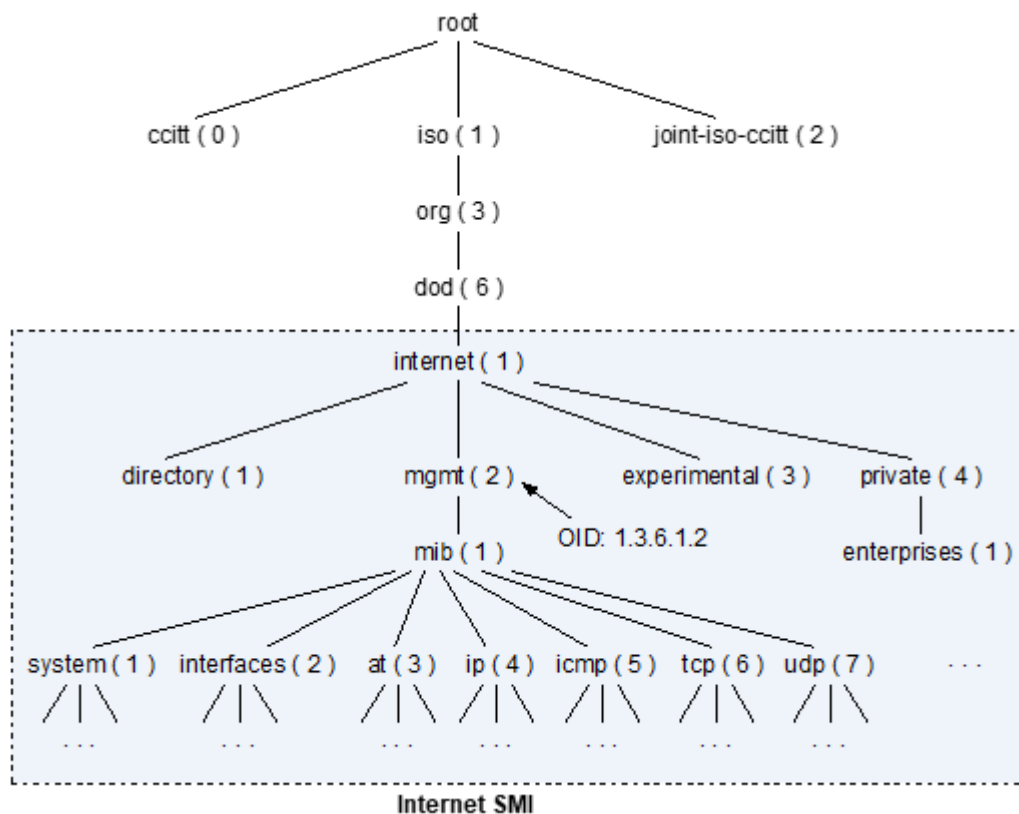 root
ccitt ( 0 ) iso ( 1 ) joint-iso-ccitt ( 2 )
org ( 3 )
dod ( 6 )
internet ( 1 )
directory ( 1 ) mgmt ( 2 ) experimental ( 3 ) private ( 4 )
OID: 1.3.6.1.2
mib ( 1 ) enterprises ( 1 )
system ( 1 ) interfaces ( 2 ) at ( 3 ) ip ( 4 ) icmp ( 5 ) tcp ( 6 ) udp ( 7 ) . . .
. . . . . . . . . . . . . . . . . . . . .
Internet SMI